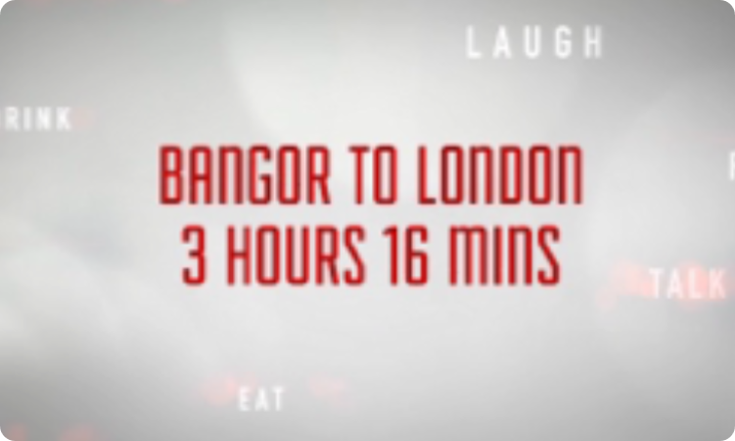 LAUGH
RINK
BANGOR TO LONDON
3 HOURS 16 MINS
TALK
EAT